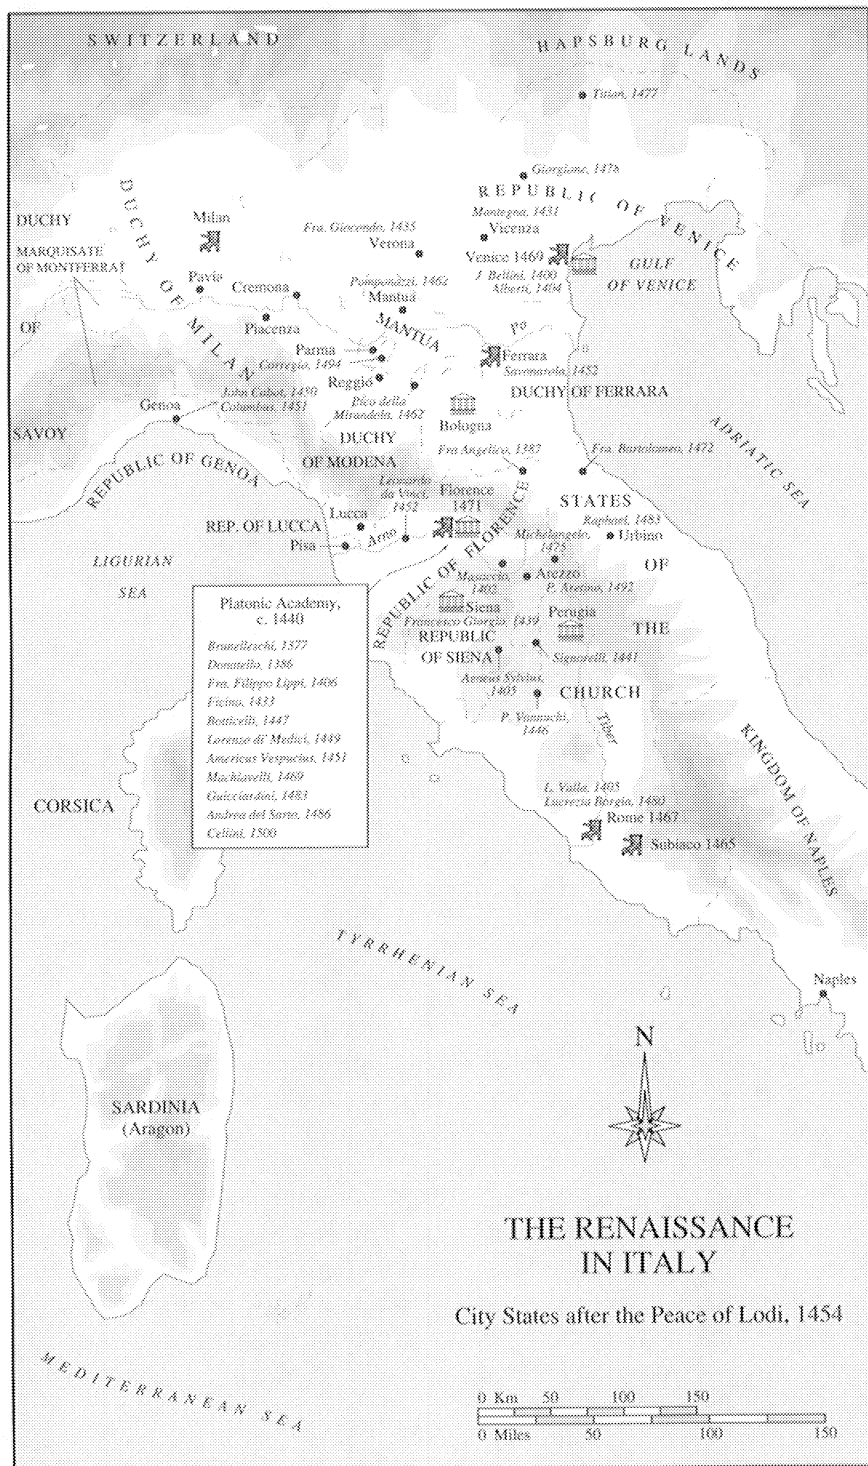 SWITZERLAND
HAPSBURG LANDS
Titian, 1477
Giorgione, 1478
REPUBLIC OF VENICE
DUCHY OF MILAN
DUCHY
Milan
Fra. Giocondo, 1435
Verona
Mantegna, 1431
Vicenza
MARQUISATE
OF MONTFERRAT
Venice 1469
J. Bellini, 1400
Alberti, 1404
GULF
OF VENICE
Pavia
Cremona
Pomponazzi, 1462
Mantua
OF
Piacenza
MANTUA
Po
Parma
Corregio, 1494
Ferrara
Savonarola, 1452
Reggio
DUCHY OF FERRARA
John Cabot, 1450
Columbus, 1451
Genoa
Pico della
Mirandola, 1462
Bologna
SAVOY
DUCHY
OF MODENA
ADRIATIC SEA
REPUBLIC OF GENOA
Fra Angelico, 1387
Fra. Bartolomeo, 1472
Leonardo
da Vinci,
1452
Florence
1471
STATES
Raphael, 1483
Urbino
Lucca
REP. OF LUCCA
Arno
Pisa
REPUBLIC OF FLORENCE
Michelangelo,
1475
OF
LIGURIAN
SEA
Masaccio,
1402
Arezzo
P. Aretino, 1492
Siena
Perugia
Francesco Giorgio, 1439
THE
REPUBLIC
OF SIENA
Signorelli, 1441
Aeneus Sylvius,
1405
CHURCH
P. Vannuchi,
1446
Tiber
KINGDOM OF NAPLES
Platonic Academy,
c. 1440
Brunelleschi, 1377
Donatello, 1386
Fra. Filippo Lippi, 1406
Ficino, 1433
Botticelli, 1447
Lorenzo di' Medici, 1449
Americus Vespucius, 1451
Machiavelli, 1469
Guicciardini, 1483
Andrea del Sarto, 1486
Cellini, 1500
CORSICA
L. Valla, 1405
Lucrezia Borgia, 1480
Rome 1467
Subiaco 1465
TYRRHENIAN SEA
Naples
N
SARDINIA
(Aragon)
THE RENAISSANCE
IN ITALY
City States after the Peace of Lodi, 1454
MEDITERRANEAN SEA
0 Km 50 100 150
0 Miles 50 100 150